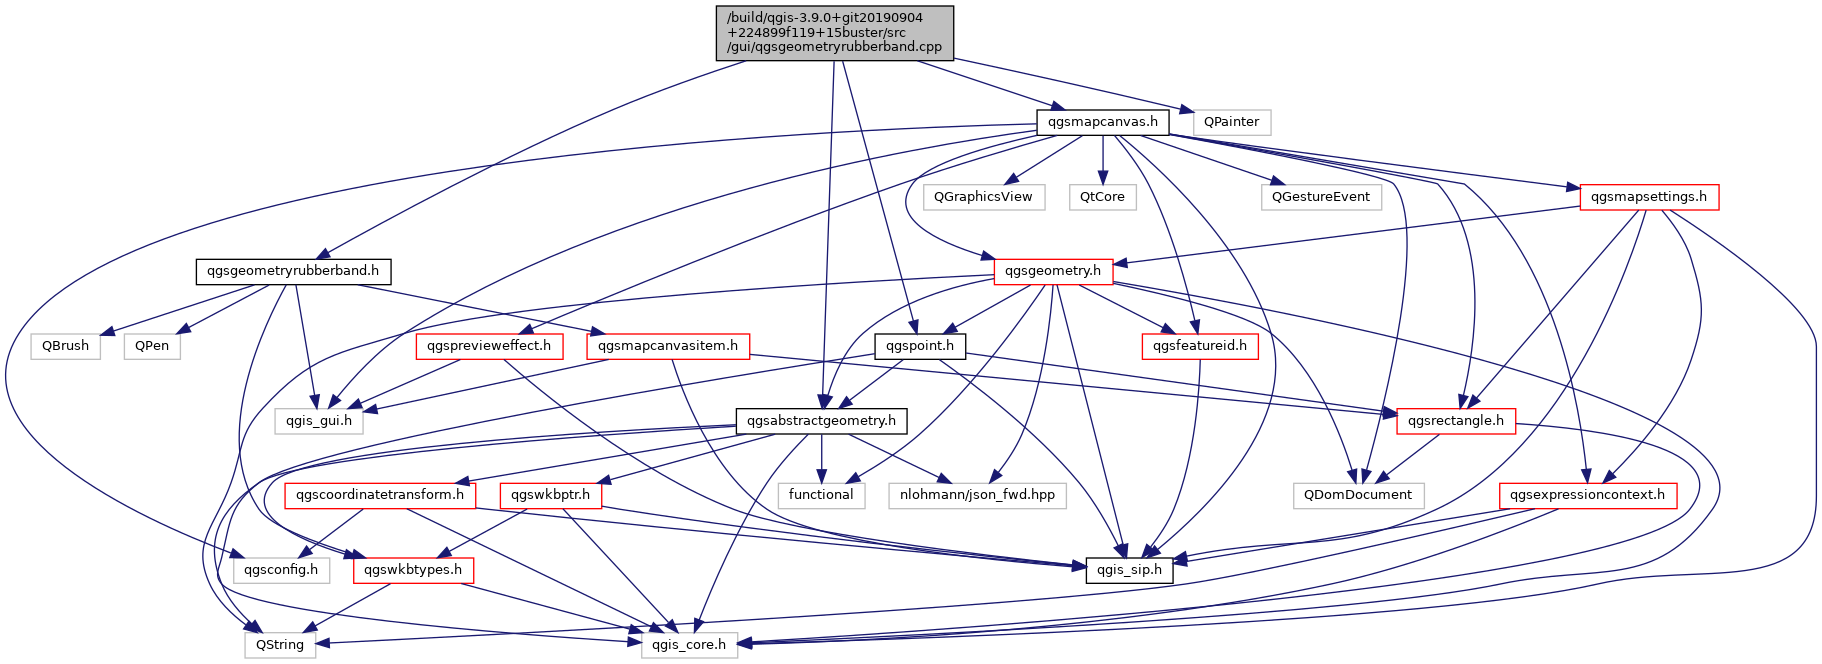 /build/qgis-3.9.0+git20190904
+224899f119+15buster/src
/gui/qgsgeometryrubberband.cpp
qgsmapcanvas.h
QPainter
QGraphicsView
QtCore
QGestureEvent
qgsmapsettings.h
qgsgeometryrubberband.h
qgsgeometry.h
QBrush
QPen
qgsprevieweffect.h
qgsmapcanvasitem.h
qgspoint.h
qgsfeatureid.h
qgis_gui.h
qgsabstractgeometry.h
qgsrectangle.h
qgscoordinatetransform.h
qgswkbptr.h
functional
nlohmann/json_fwd.hpp
QDomDocument
qgsexpressioncontext.h
qgsconfig.h
qgswkbtypes.h
qgis_sip.h
QString
qgis_core.h